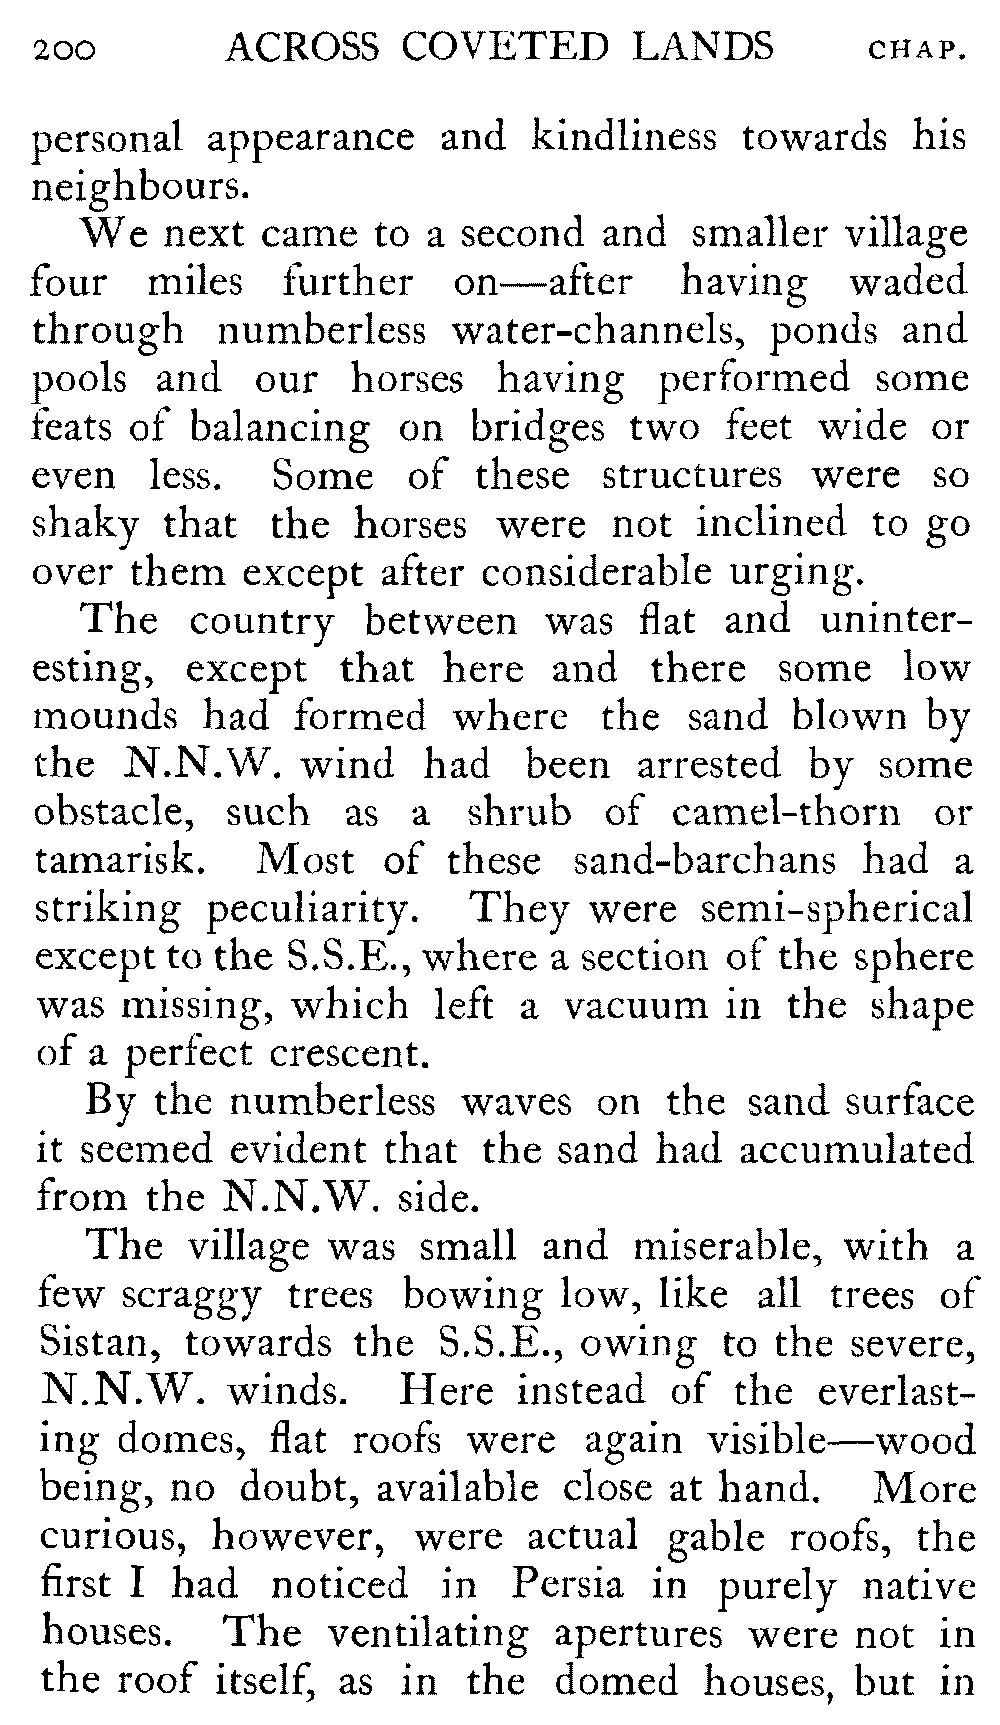 200 ACROSS COVETED LANDS CHAP.
personal appearance and kindliness towards his
neighbours.
We next came to a second and smaller village
four miles further on—after having waded
through numberless water-channels, ponds and
pools and our horses having performed some
feats of balancing on bridges two feet wide or
even less. Some of these structures were so
shaky that the horses were not inclined to go
over them except after considerable urging.
The country between was flat and uninter-
esting, except that here and there some low
mounds had formed where the sand blown by
the N.N.W. wind had been arrested by some
obstacle, such as a shrub of camel-thorn or
tamarisk. Most of these sand-barchans had a
striking peculiarity. They were semi-spherical
except to the S.S.E., where a section of the sphere
was missing, which left a vacuum in the shape
of a perfect crescent.
By the numberless waves on the sand surface
it seemed evident that the sand had accumulated
from the N.N.W. side.
The village was small and miserable, with a
few scraggy trees bowing low, like all trees of
Sistan, towards the S.S.E., owing to the severe,
N.N.W. winds. Here instead of the everlast-
ing domes, flat roofs were again visible—wood
being, no doubt, available close at hand. More
curious, however, were actual gable roofs, the
first I had noticed in Persia in purely native
houses. The ventilating apertures were not in
the roof itself, as in the domed houses, but in